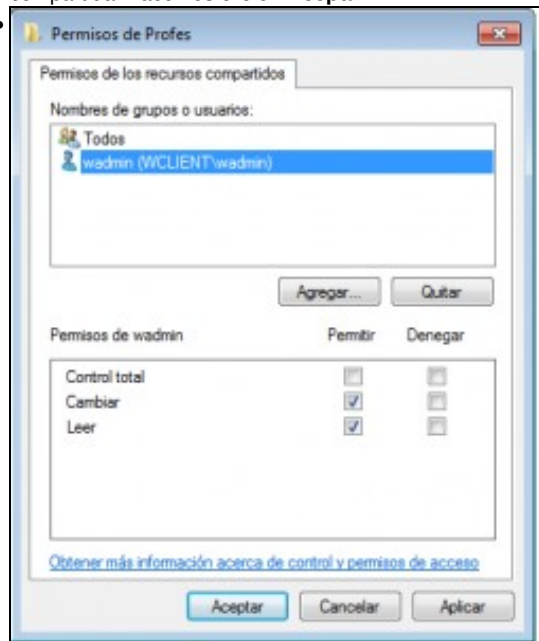 Permisos de Profes
Permisos de los recursos compartidos
Nombres de grupos o usuarios:
Todos
wadmin (WCLIENT\wadmin)
Agregar... Quitar
Permisos de wadmin Permitir Denegar
Control total
Cambiar
Leer
Obtener más información acerca de control y permisos de acceso
Aceptar Cancelar Aplicar